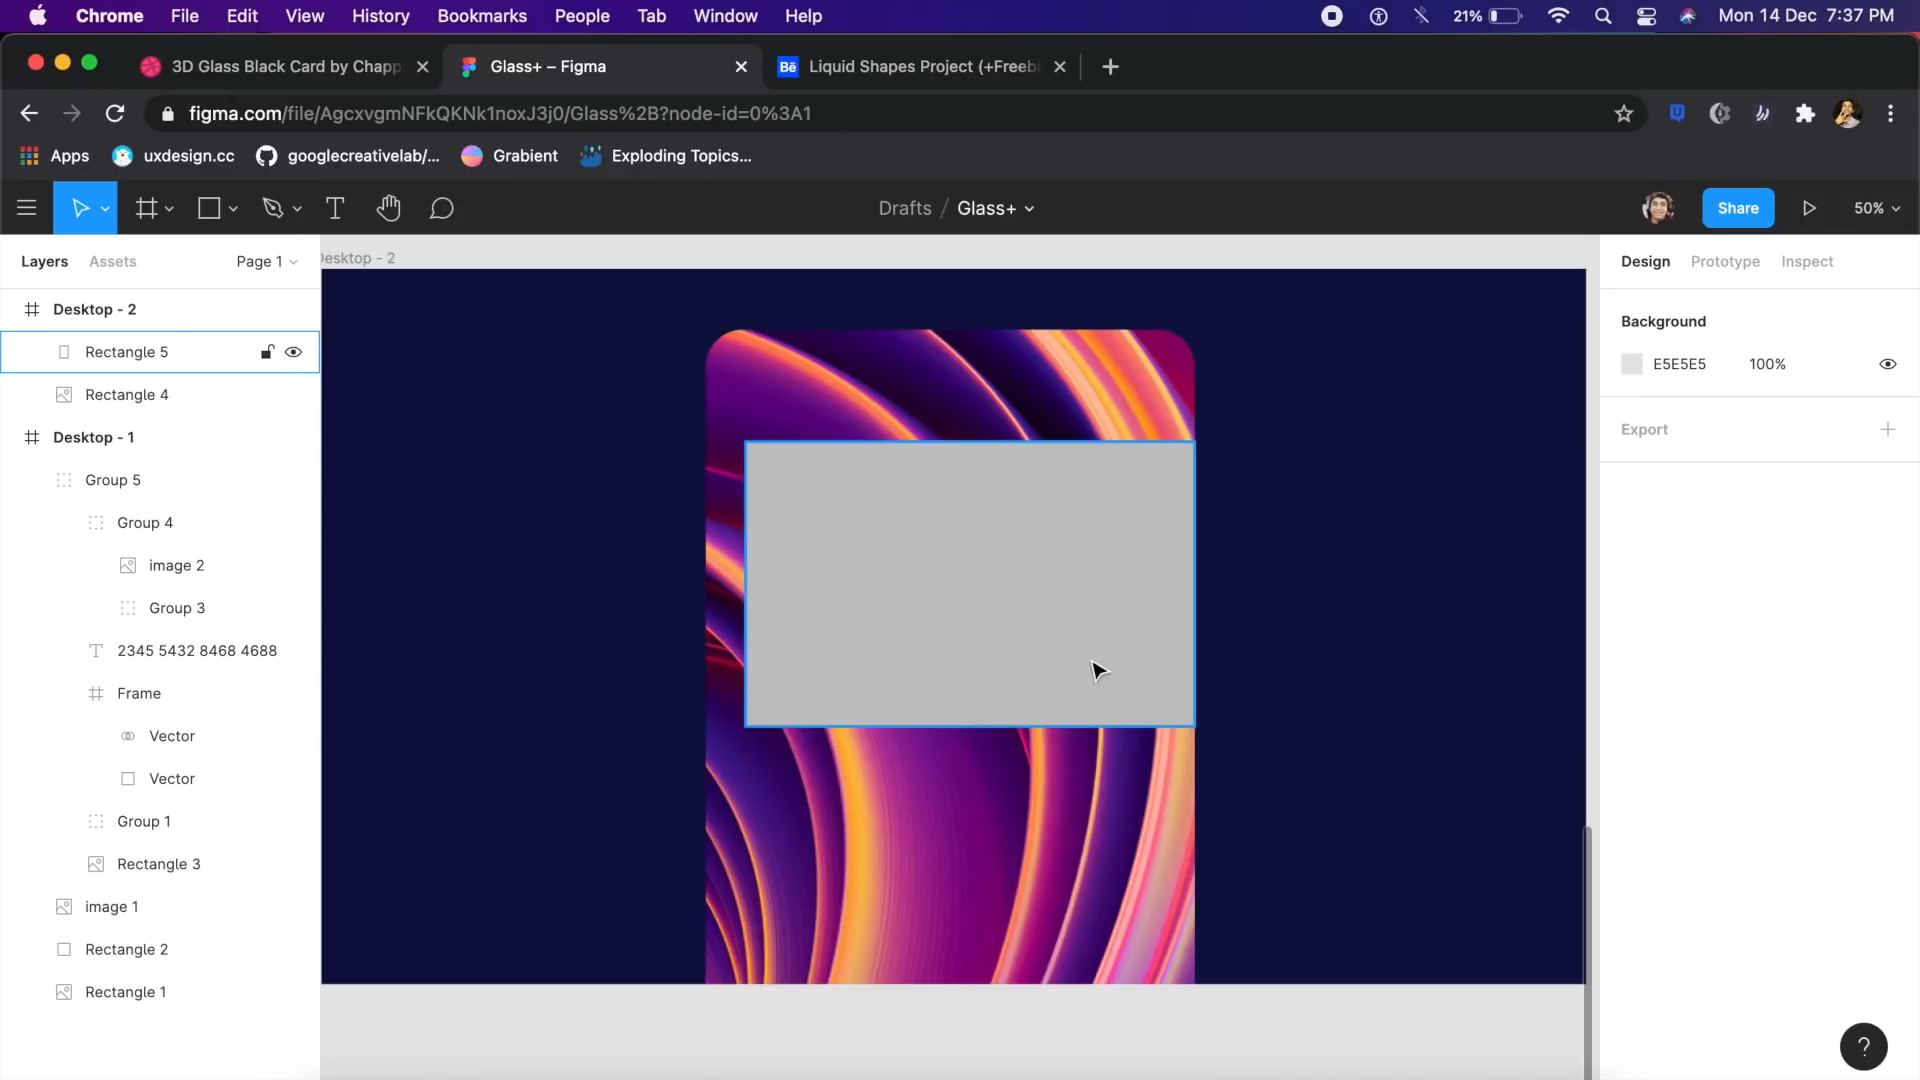 Chrome File Edit View History Bookmarks People Tab Window Help 21% Mon 14 Dec 7:37 PM
3D Glass Black Card by Chapp Glass+ – Figma Bē Liquid Shapes Project (+Freebi
figma.com/file/AgcxvgmNFkQKNk1noxJ3j0/Glass%2B?node-id=0%3A1
Apps uxdesign.cc googlecreativelab/... Grabient Exploding Topics...
T Drafts / Glass+ Share 50%
Layers Assets Page 1 Desktop - 2 Design Prototype Inspect
Desktop - 2
Background
Rectangle 5
E5E5E5 100%
Rectangle 4
Export
Desktop - 1
Group 5
Group 4
image 2
Group 3
T 2345 5432 8468 4688
Frame
Vector
Vector
Group 1
Rectangle 3
image 1
Rectangle 2
Rectangle 1
?